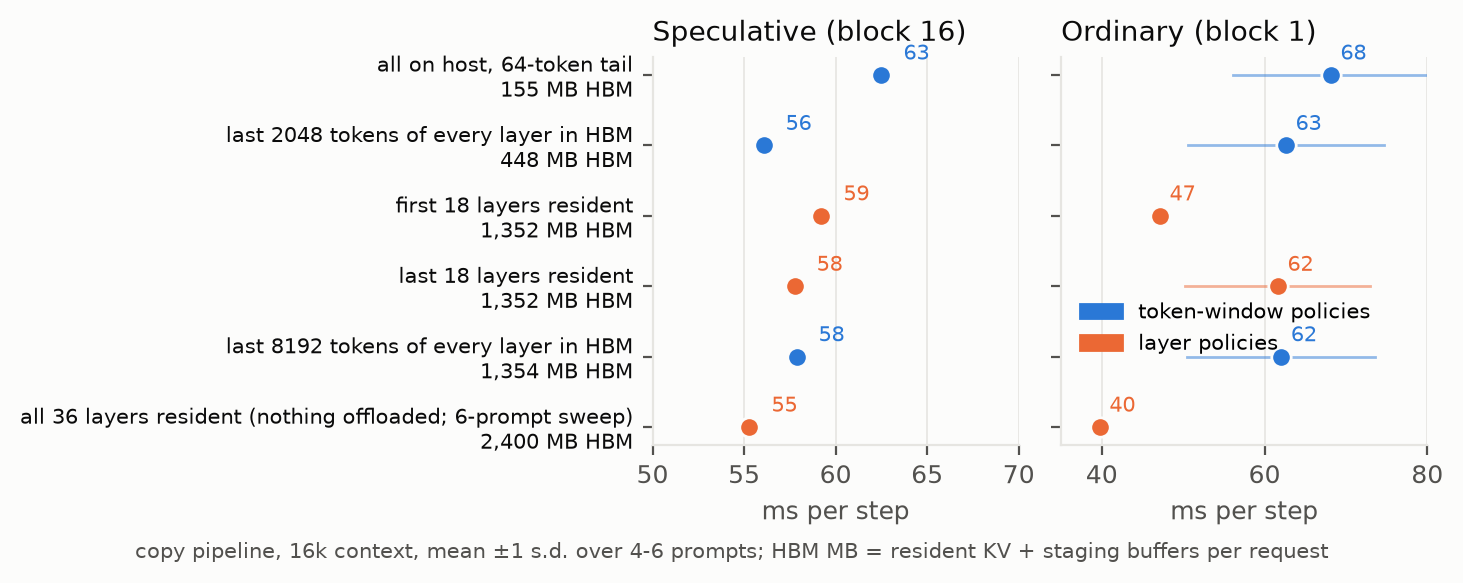 Speculative (block 16)
Ordinary (block 1)
all on host, 64-token tail
155 MB HBM
63
68
last 2048 tokens of every layer in HBM
448 MB HBM
56
63
first 18 layers resident
1,352 MB HBM
59
47
last 18 layers resident
1,352 MB HBM
58
62
token-window policies
layer policies
last 8192 tokens of every layer in HBM
1,354 MB HBM
58
62
all 36 layers resident (nothing offloaded; 6-prompt sweep)
2,400 MB HBM
55
40
50 55 60 65 70
40 60 80
ms per step
ms per step
copy pipeline, 16k context, mean ±1 s.d. over 4-6 prompts; HBM MB = resident KV + staging buffers per request